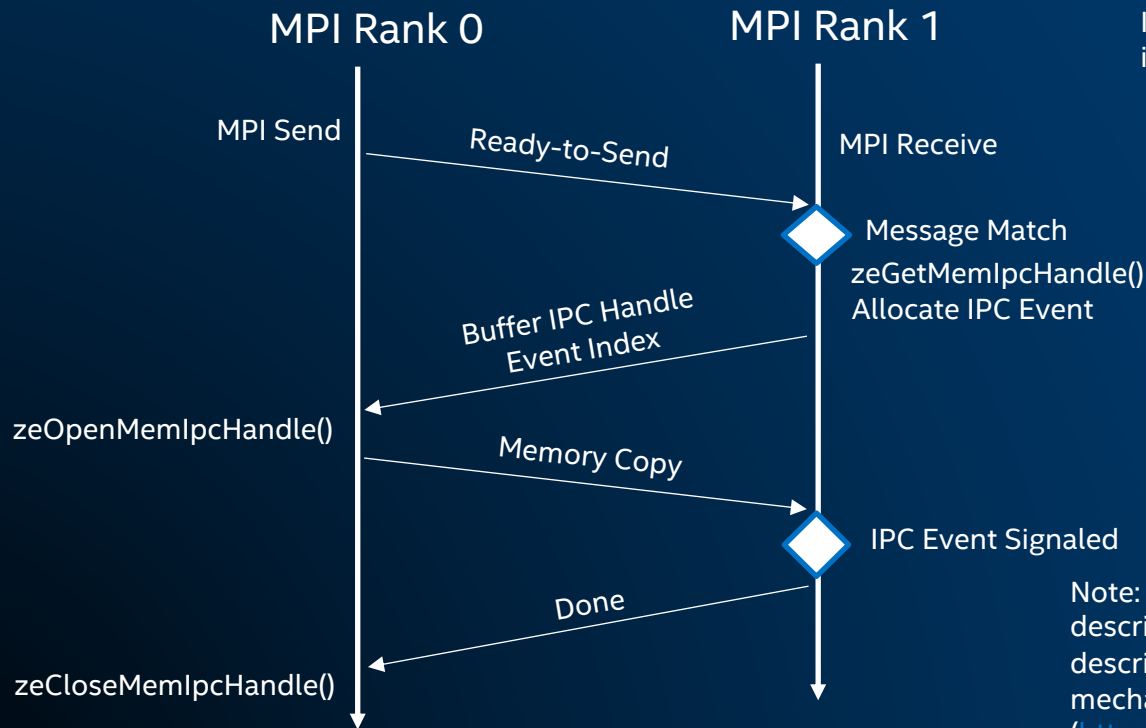 MPI Rank 0
MPI Rank 1
MPI Send
Ready-to-Send
MPI Receive
Message Match
zeGetMemIpcHandle()
Allocate IPC Event
Buffer IPC Handle
Event Index
zeOpenMemIpcHandle()
Memory Copy
IPC Event Signaled
Done
Note:
zeCloseMemIpcHandle()